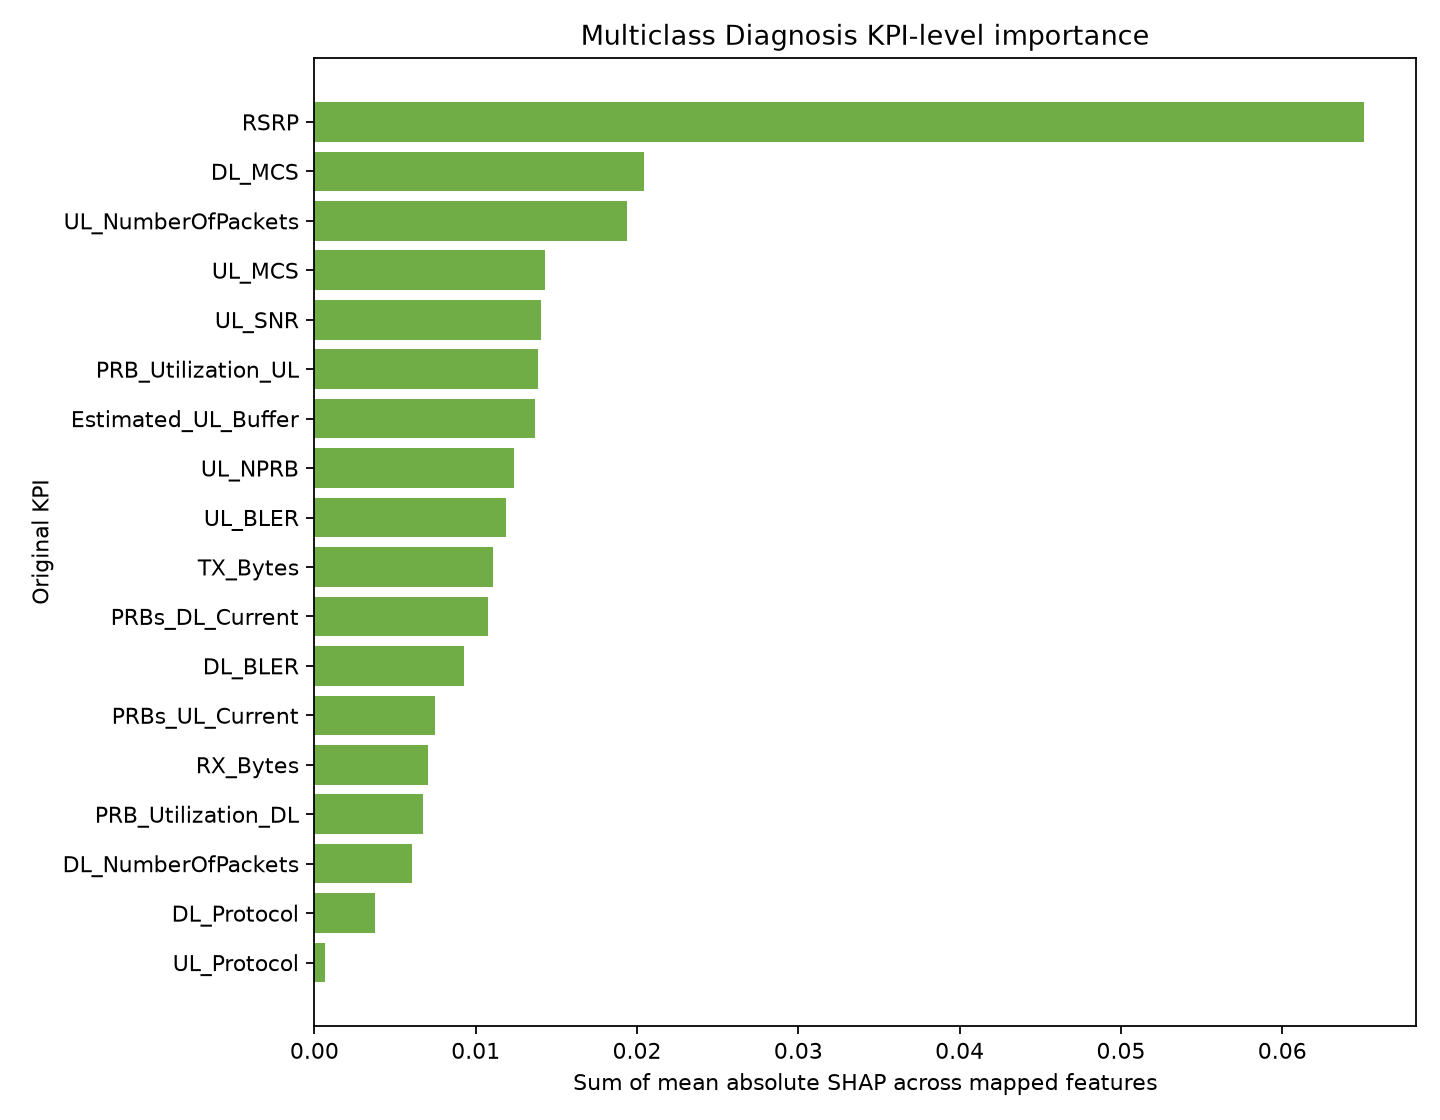 Multiclass Diagnosis KPI-level importance
Original KPI
RSRP
DL_MCS
UL_NumberOfPackets
UL_MCS
UL_SNR
PRB_Utilization_UL
Estimated_UL_Buffer
UL_NPRB
UL_BLER
TX_Bytes
PRBs_DL_Current
DL_BLER
PRBs_UL_Current
RX_Bytes
PRB_Utilization_DL
DL_NumberOfPackets
DL_Protocol
UL_Protocol
0.00 0.01 0.02 0.03 0.04 0.05 0.06
Sum of mean absolute SHAP across mapped features